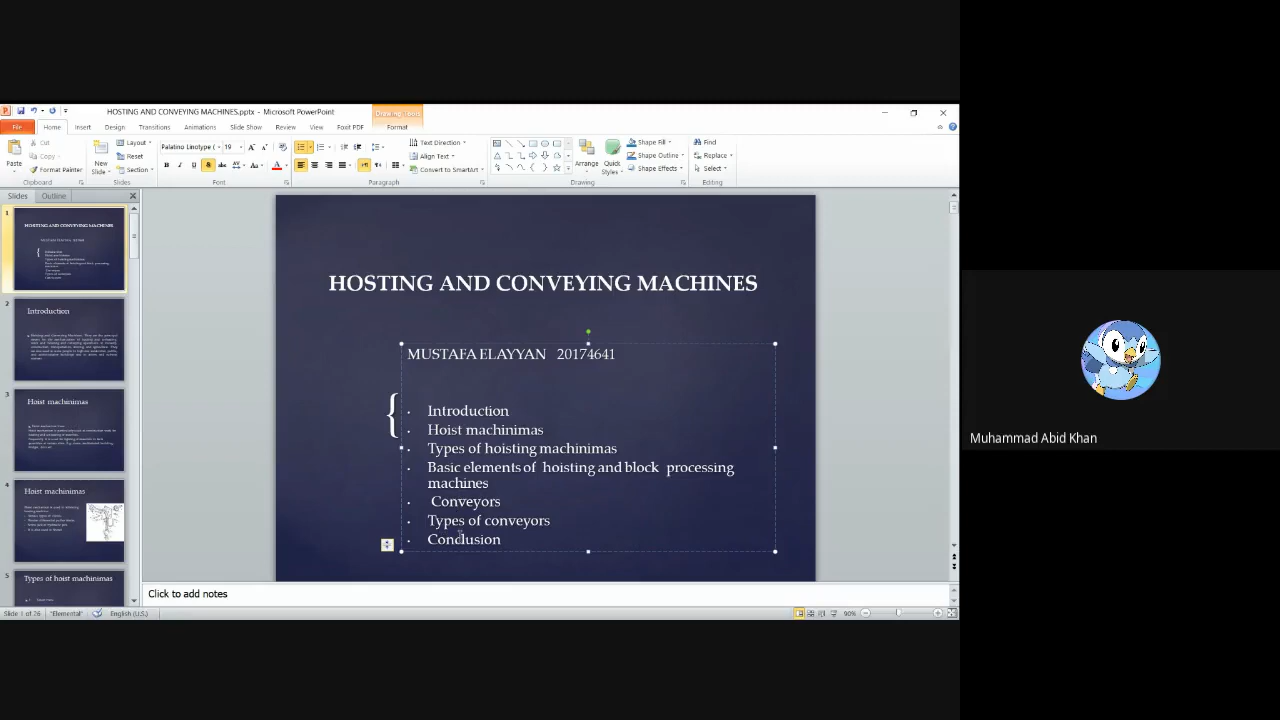 HOSTING AND CONVEYING MACHINES.pptx - Microsoft PowerPoint
Drawing Tools
File Home Insert Design Transitions Animations Slide Show Review View Foxit PDF Format
Paste
Cut
Copy
Format Painter
Clipboard
New Slide
Layout
Reset
Section
Slides
Palatino Linotype ( 19
Font
Text Direction
Align Text
Convert to SmartArt
Paragraph
Arrange
Quick Styles
Shape Fill
Shape Outline
Shape Effects
Drawing
Find
Replace
Select
Editing
Slides Outline
1
HOSTING AND CONVEYING MACHINES
2
Introduction
3
Hoist machinimas
4
Hoist machinimas
5
Types of hoist machinimas
HOSTING AND CONVEYING MACHINES
MUSTAFA ELAYYAN 20174641
{
• Introduction
• Hoist machinimas
• Types of hoisting machinimas
• Basic elements of hoisting and block processing
machines
• Conveyors
• Types of conveyors
• Conclusion
Click to add notes
Slide 1 of 26 "Elemental" English (U.S.) 90%
Muhammad Abid Khan